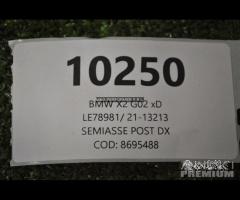 10250
BMW X2 G02 xD
LE78981/ 21-13213
SEMIASSE POST DX
COD: 8695488
PREMIUM